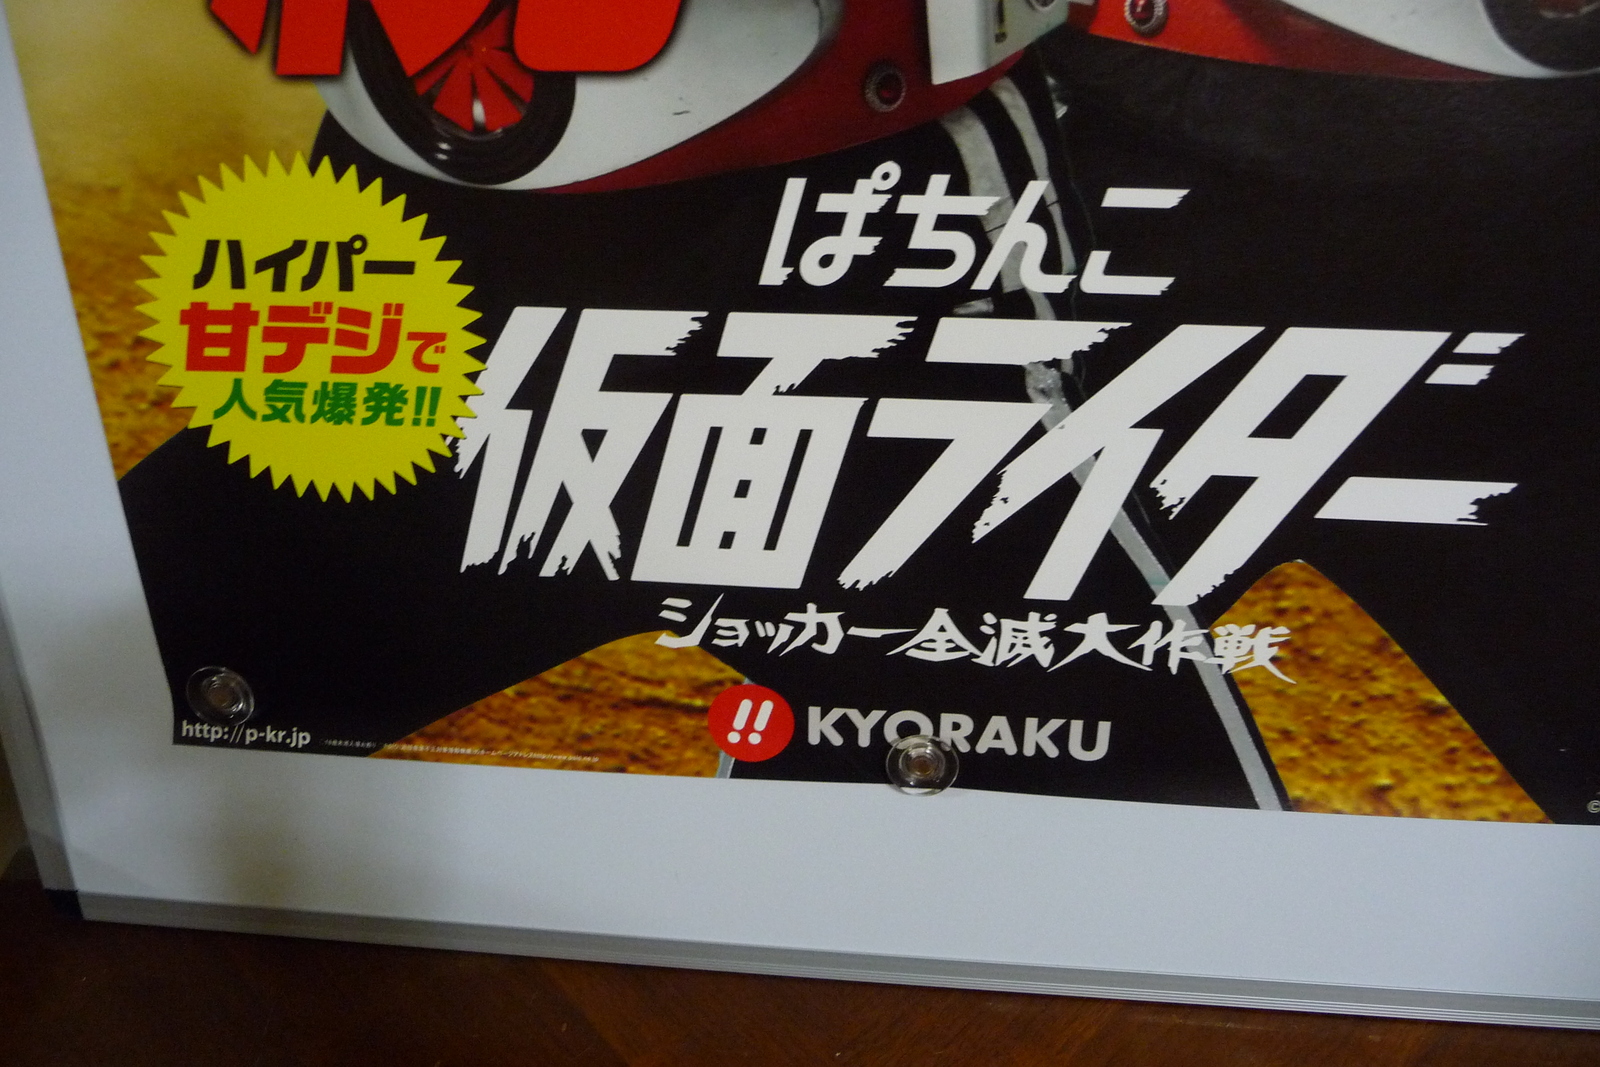 ぱちんこ
仮面ライダー
ショッカー全滅大作戦
ハイパー
甘デジで
人気爆発!!
!! KYORAKU
http://p-kr.jp
©